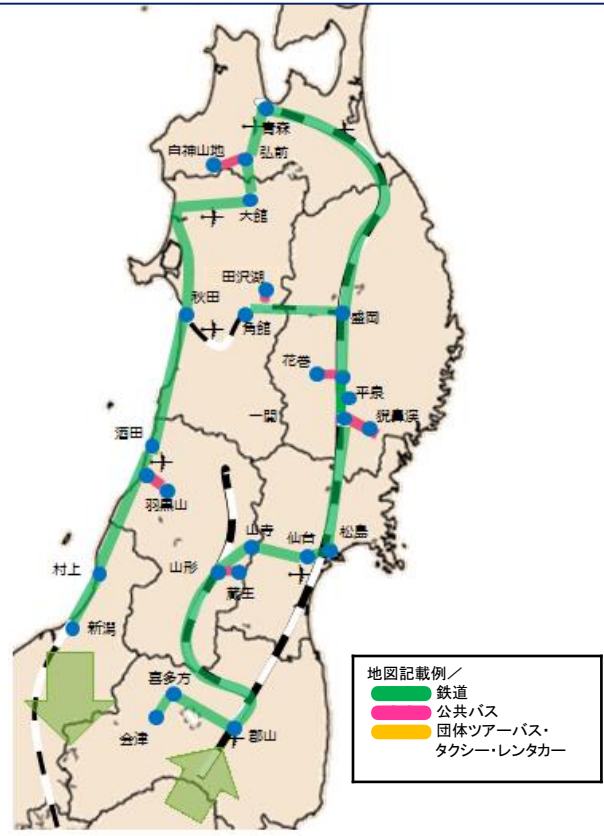 青森
白神山地
弘前
大館
田沢湖
秋田
角館
盛岡
花巻
平泉
一関
猊鼻渓
酒田
羽黒山
山寺
仙台
松島
山形
蔵王
村上
新潟
喜多方
会津
郡山
地図記載例／
鉄道
公共バス
団体ツアーバス・
タクシー・レンタカー